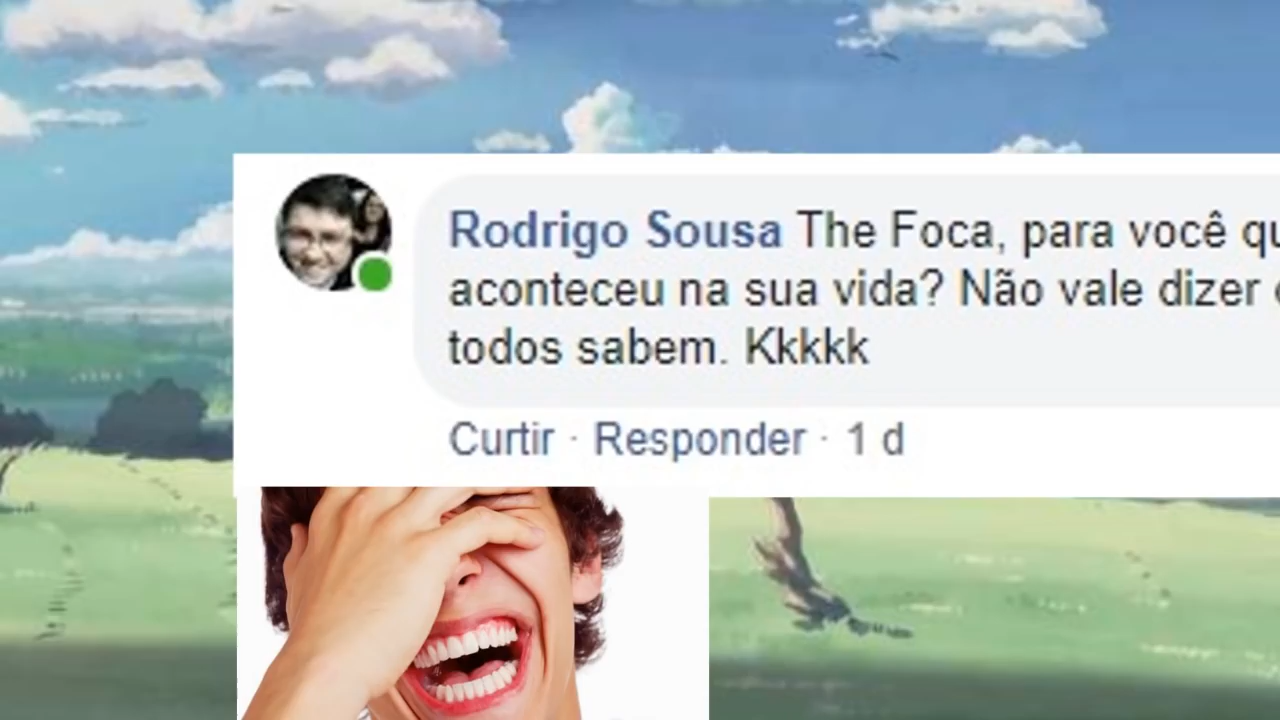 Rodrigo Sousa The Foca, para você
aconteceu na sua vida? Não vale dizer
todos sabem. Kkkkk
Curtir · Responder · 1 d